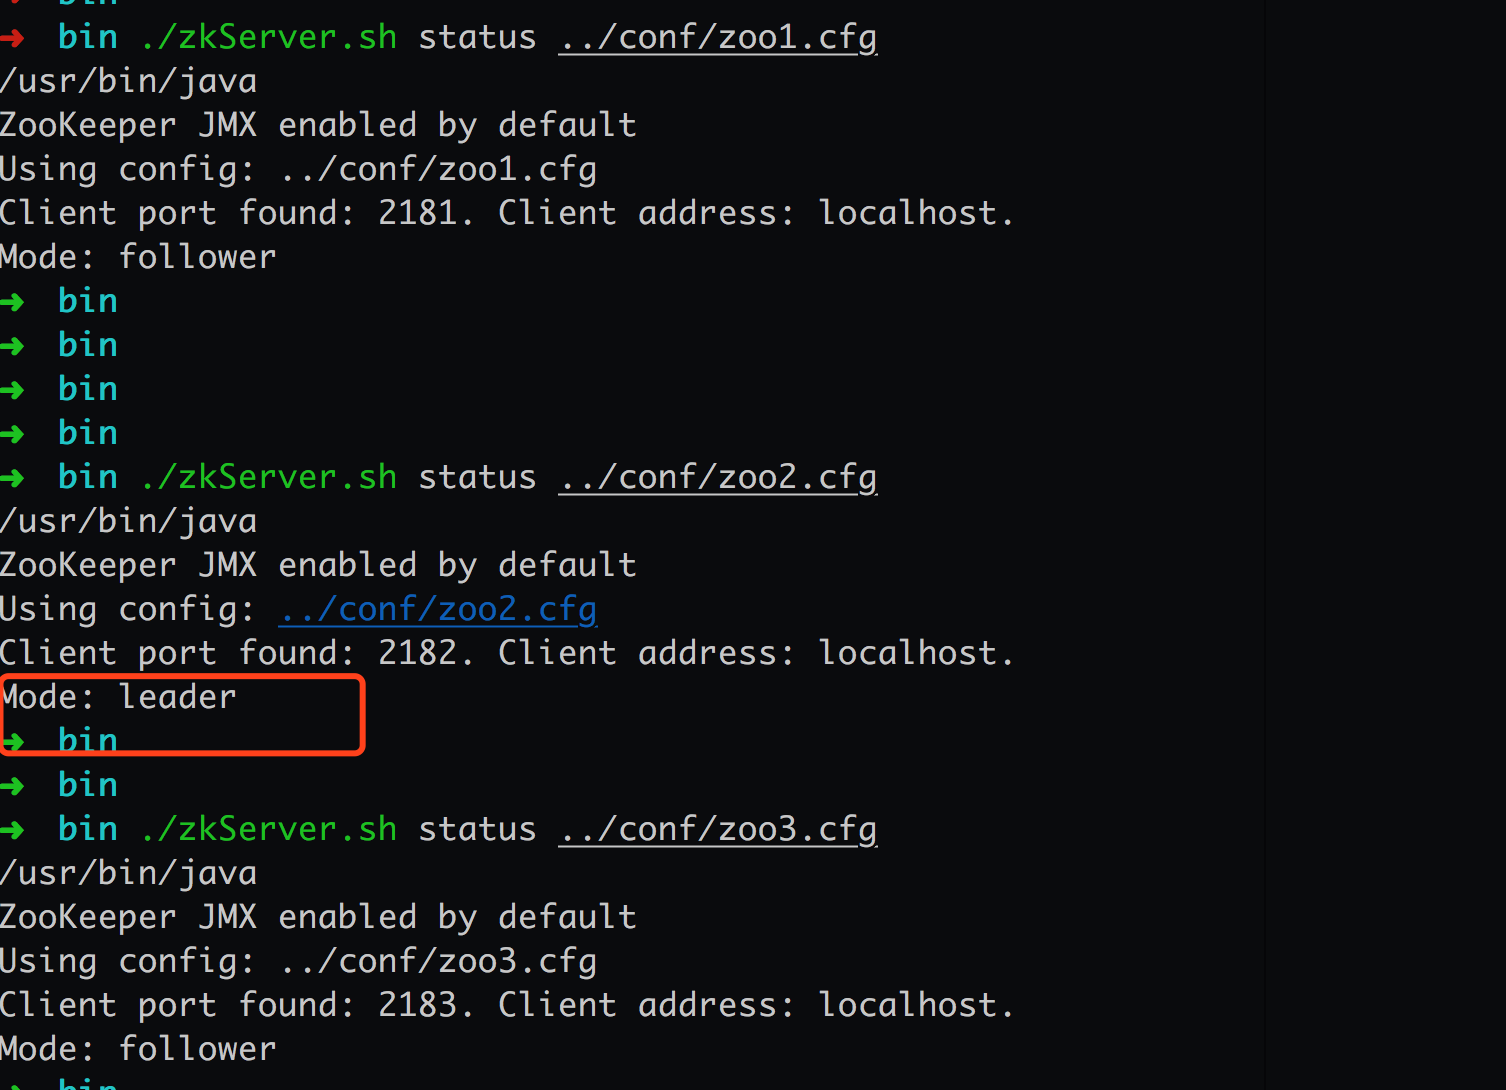 ➜ bin
➜ bin ./zkServer.sh status ../conf/zoo1.cfg
/usr/bin/java
ZooKeeper JMX enabled by default
Using config: ../conf/zoo1.cfg
Client port found: 2181. Client address: localhost.
Mode: follower
➜ bin
➜ bin
➜ bin
➜ bin
➜ bin ./zkServer.sh status ../conf/zoo2.cfg
/usr/bin/java
ZooKeeper JMX enabled by default
Using config: ../conf/zoo2.cfg
Client port found: 2182. Client address: localhost.
Mode: leader
➜ bin
➜ bin
➜ bin ./zkServer.sh status ../conf/zoo3.cfg
/usr/bin/java
ZooKeeper JMX enabled by default
Using config: ../conf/zoo3.cfg
Client port found: 2183. Client address: localhost.
Mode: follower
➜ bin